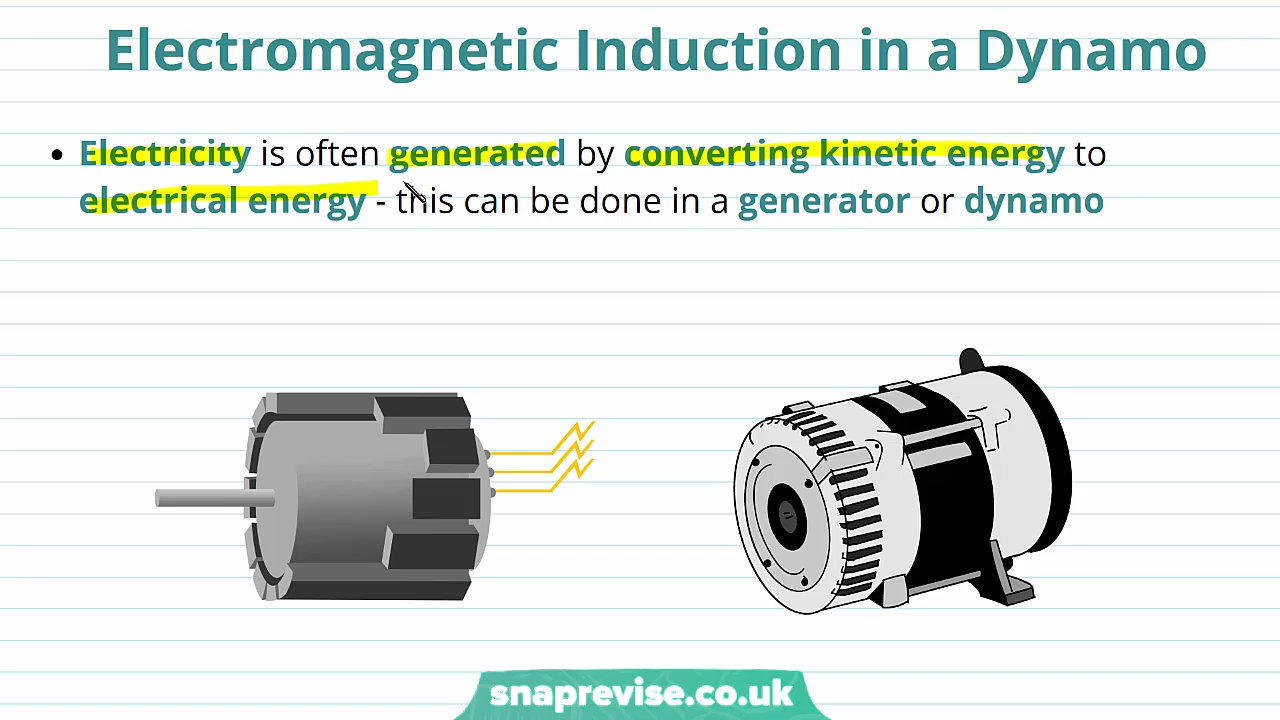 Electromagnetic Induction in a Dynamo
• Electricity is often generated by converting kinetic energy to
electrical energy - this can be done in a generator or dynamo
snaprevise.co.uk